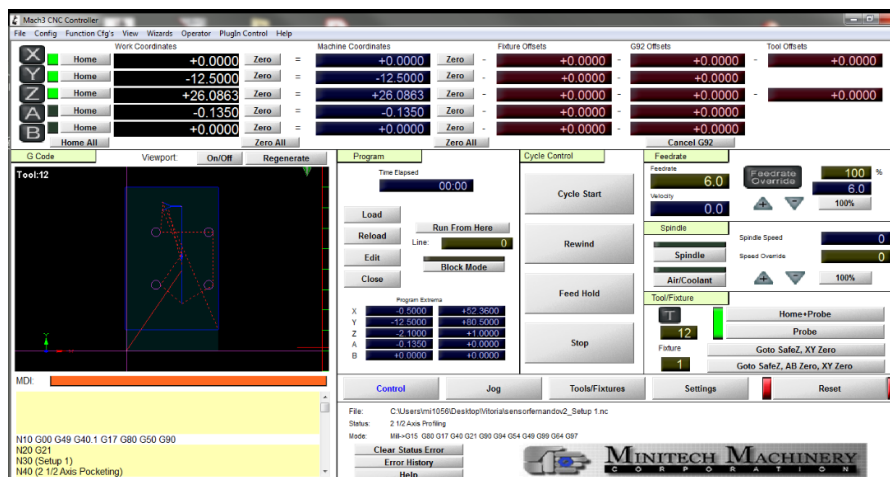 Mach3 CNC Controller
File Config Function Cfg's View Wizards Operator PlugIn Control Help
Work Coordinates Machine Coordinates Fixture Offsets G92 Offsets Tool Offsets
X Home +0.0000 Zero = +0.0000 Zero - +0.0000 - +0.0000 - +0.0000
Y Home -12.5000 Zero = -12.5000 Zero - +0.0000 - +0.0000
Z Home +26.0863 Zero = +26.0863 Zero - +0.0000 - +0.0000 - +0.0000
A Home -0.1350 Zero = -0.1350 Zero - +0.0000 - +0.0000
B Home +0.0000 Zero = +0.0000 Zero - +0.0000 - +0.0000
Home All Zero All Zero All Cancel G92
G Code Viewport: On/Off Regenerate
Tool:12
MDI:
N10 G00 G49 G40.1 G17 G80 G50 G90
N20 G21
N30 (Setup 1)
N40 (2 1/2 Axis Pocketing)
Program
Time Elapsed
00:00
Load
Reload
Edit
Close
Run From Here
Line: 0
Block Mode
Program Extrema
X -0.5000 +52.3600
Y -12.5000 +80.5000
Z -2.1000 +1.0000
A -0.1350 +0.0000
B +0.0000 +0.0000
Cycle Control
Cycle Start
Rewind
Feed Hold
Stop
Feedrate
Feedrate
6.0
Velocity
0.0
Feedrate Override
100 %
6.0
100%
Spindle
Spindle
Air/Coolant
Spindle Speed 0
Speed Override 0
100%
Tool/Fixture
T
12
Fixture
1
Home+Probe
Probe
Goto SafeZ, XY Zero
Goto SafeZ, AB Zero, XY Zero
Control Jog Tools/Fixtures Settings Reset
File: C:\Users\mi1056\Desktop\Vitoria\sensorfernandov2_Setup 1.nc
Status: 2 1/2 Axis Profiling
Mode: Mill->G15 G80 G17 G40 G21 G90 G94 G54 G49 G99 G64 G97
Clear Status Error
Error History
Help
MINITECH MACHINERY
CORPORATION